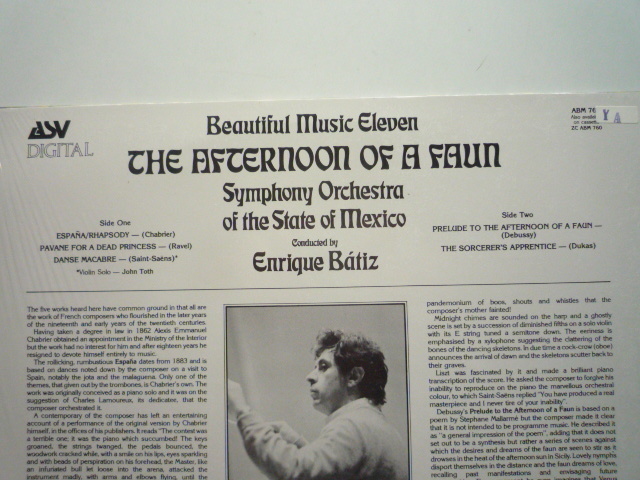 ASV
DIGITAL
Beautiful Music Eleven
THE AFTERNOON OF A FAUN
Symphony Orchestra
of the State of Mexico
Conducted by
Enrique Bátiz
ABM 76
YA
ZC ABM 760
Side One
ESPAÑA/RHAPSODY — (Chabrier)
PAVANE FOR A DEAD PRINCESS — (Ravel)
DANSE MACABRE — (Saint-Saëns)*
*Violin Solo — John Toth
Side Two
PRELUDE TO THE AFTERNOON OF A FAUN —
(Debussy)
THE SORCERER'S APPRENTICE — (Dukas)
The five works heard here have common ground in that all are
the work of French composers who flourished in the later years
of the nineteenth and early years of the twentieth centuries.
Having taken a degree in law in 1862 Alexis Emmanuel
Chabrier obtained an appointment in the Ministry of the Interior
but the work had no interest for him and after eighteen years he
resigned to devote himself entirely to music.
The rollicking, rumbustious España dates from 1883 and is
based on dances noted down by the composer on a visit to
Spain, notably the jota and the malaguena. Only one of the
themes, that given out by the trombones, is Chabrier's own. The
work was originally conceived as a piano solo and it was on the
suggestion of Charles Lamoureux, its dedicatee, that the
composer orchestrated it.
A contemporary of the composer has left an entertaining
account of a performance of the original version by Chabrier
himself, in the offices of his publishers. It reads "The contest was
a terrible one; it was the piano which succumbed! The keys
groaned, the strings twanged, the pedals bounced, the
woodwork cracked while, with a smile on his lips, eyes sparkling
and with beads of perspiration on his forehead, the Master, like
an infuriated bull let loose into the arena, attacked the
instrument madly, with arms and elbows flying, until the
pandemonium of boos, shouts and whistles that the
composer's mother fainted!
Midnight chimes are sounded on the harp and a ghostly
scene is set by a succession of diminished fifths on a solo violin
with its E string tuned a semitone down. The eeriness is
emphasised by a xylophone suggesting the clattering of the
bones of the dancing skeletons. In due time a rock-crow (oboe)
announces the arrival of dawn and the skeletons scutter back to
their graves.
Liszt was fascinated by it and made a brilliant piano
transcription of the score. He asked the composer to forgive his
inability to reproduce on the piano the marvellous orchestral
colour, to which Saint-Saëns replied "You have produced a real
masterpiece and I never tire of your inability".
Debussy's Prelude to the Afternoon of a Faun is based on a
poem by Stephane Mallarmé but the composer made it clear
that it is not intended to be programme music. He described it
as "a general impression of the poem", adding that it does not
set out to be a synthesis but rather a series of scenes against
which the desires and dreams of the faun are seen to stir as it
drowses in the heat of the afternoon sun in Sicily. Lovely nymphs
disport themselves in the distance and the faun dreams of love,
recalling past manifestations and envisaging future